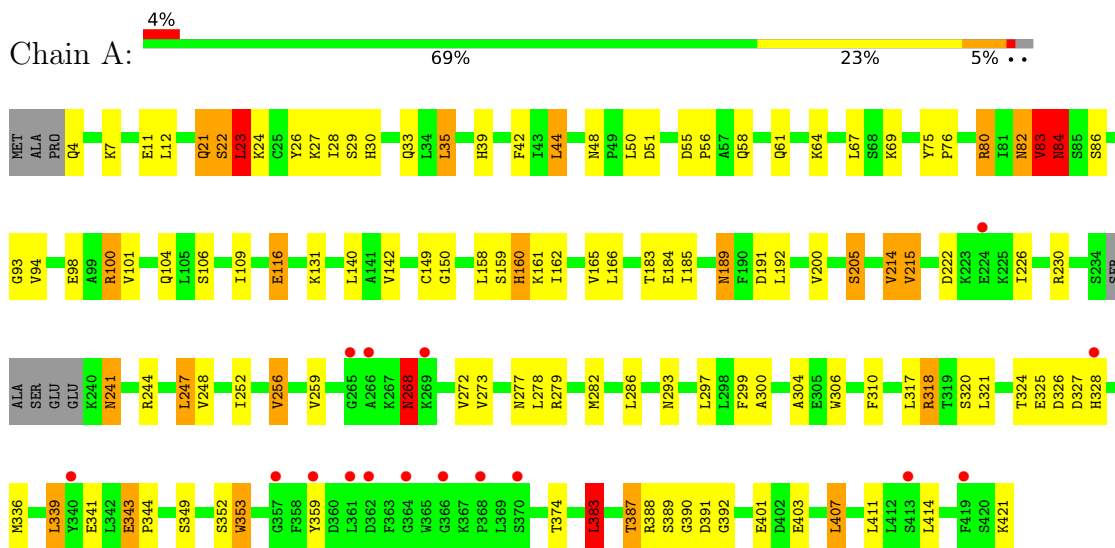 4%
Chain A:
69% 23% 5% ••
MET ALA PRO Q4 K7 E11 L12 Q21 S22 L23 K24 C25 Y26 K27 I28 S29 H30 Q33 L34 L35 H39 F42 I43 L44 N48 P49 L50 D51 D55 P56 A57 Q58 Q61 K64 L67 S68 K69 Y75 P76 R80 I81 N82 V83 N84 S85 S86
G93 V94 E98 A99 R100 V101 Q104 L105 S106 I109 E116 K131 L140 A141 V142 C149 G150 L158 S159 H160 K161 I162 V165 L166 T183 E184 I185 N189 F190 D191 L192 V200 S205 V214 V215 D222 K223 E224 K225 I226 R230 S234 SER
ALA SER GLU GLU K240 N241 R244 L247 V248 I252 V256 V259 G265 A266 K267 N268 K269 V272 V273 N277 L278 R279 M282 L286 N293 L297 L298 F299 A300 A304 E305 W306 F310 L317 R318 T319 S320 L321 T324 E325 D326 D327 H328
M336 L339 Y340 E341 L342 E343 P344 S349 S352 W353 G357 F358 Y359 D360 L361 D362 F363 G364 W365 G366 K367 P368 L369 S370 T374 L383 T387 R388 S389 G390 D391 G392 E401 D402 E403 L407 L411 L412 S413 L414 F419 S420 K421